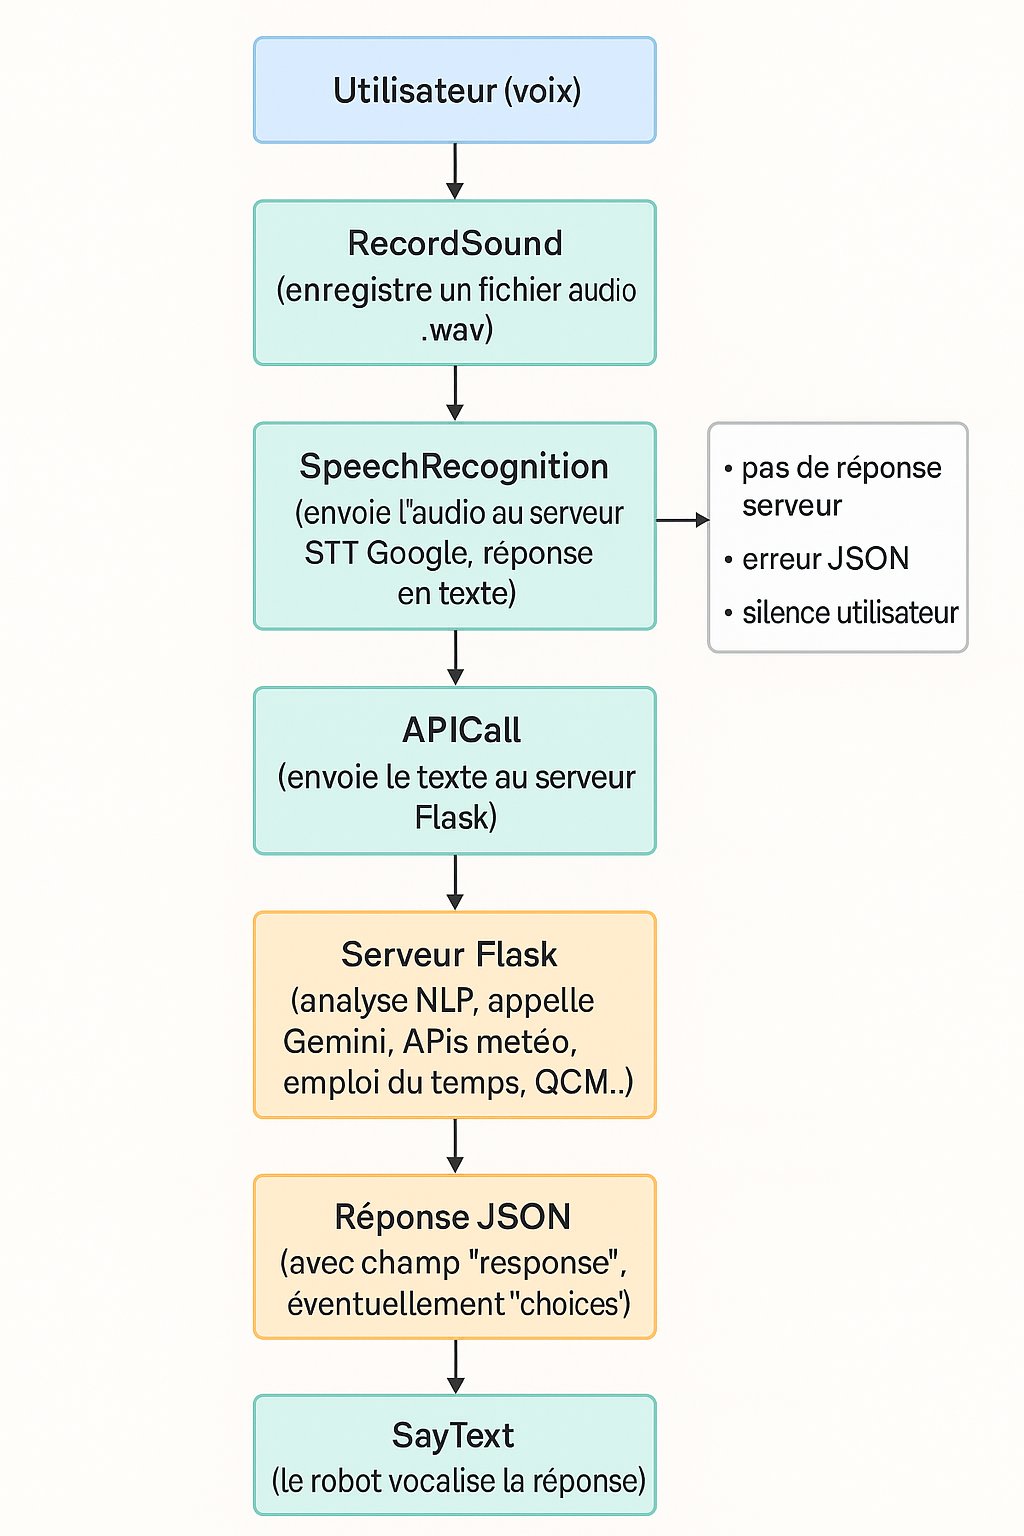 Utilisateur (voix)
RecordSound
(enregistre un fichier audio
.wav)
SpeechRecognition
(envoie l"audio au serveur
STT Google, réponse
en texte)
• pas de réponse
serveur
• erreur JSON
• silence utilisateur
APICall
(envoie le texte au serveur
Flask)
Serveur Flask
(analyse NLP, appelle
Gemini, APis metéo,
emploi du temps, QCM..)
Réponse JSON
(avec champ "response",
éventuellement "choices')
SayText
(le robot vocalise la réponse)